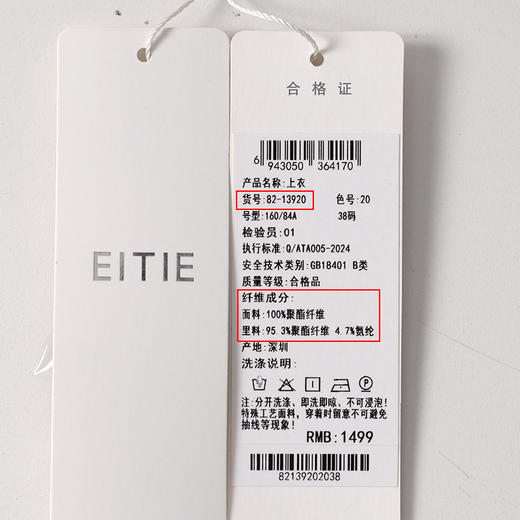 EITIE
合格证
6 943050 364170
产品名称:上衣
货号:82-13920 色号:20
号型:160/84A 38码
检验员:01
执行标准:Q/ATA005-2024
安全技术类别:GB18401 B类
质量等级:合格品
纤维成分:
面料:100%聚酯纤维
里料:95.3%聚酯纤维 4.7%氨纶
产地:深圳
洗涤说明:
注:分开洗涤、即洗即晾、不可浸泡!
特殊工艺面料,穿着时留意不可避免
抽线等现象!
RMB:1499
82139202038